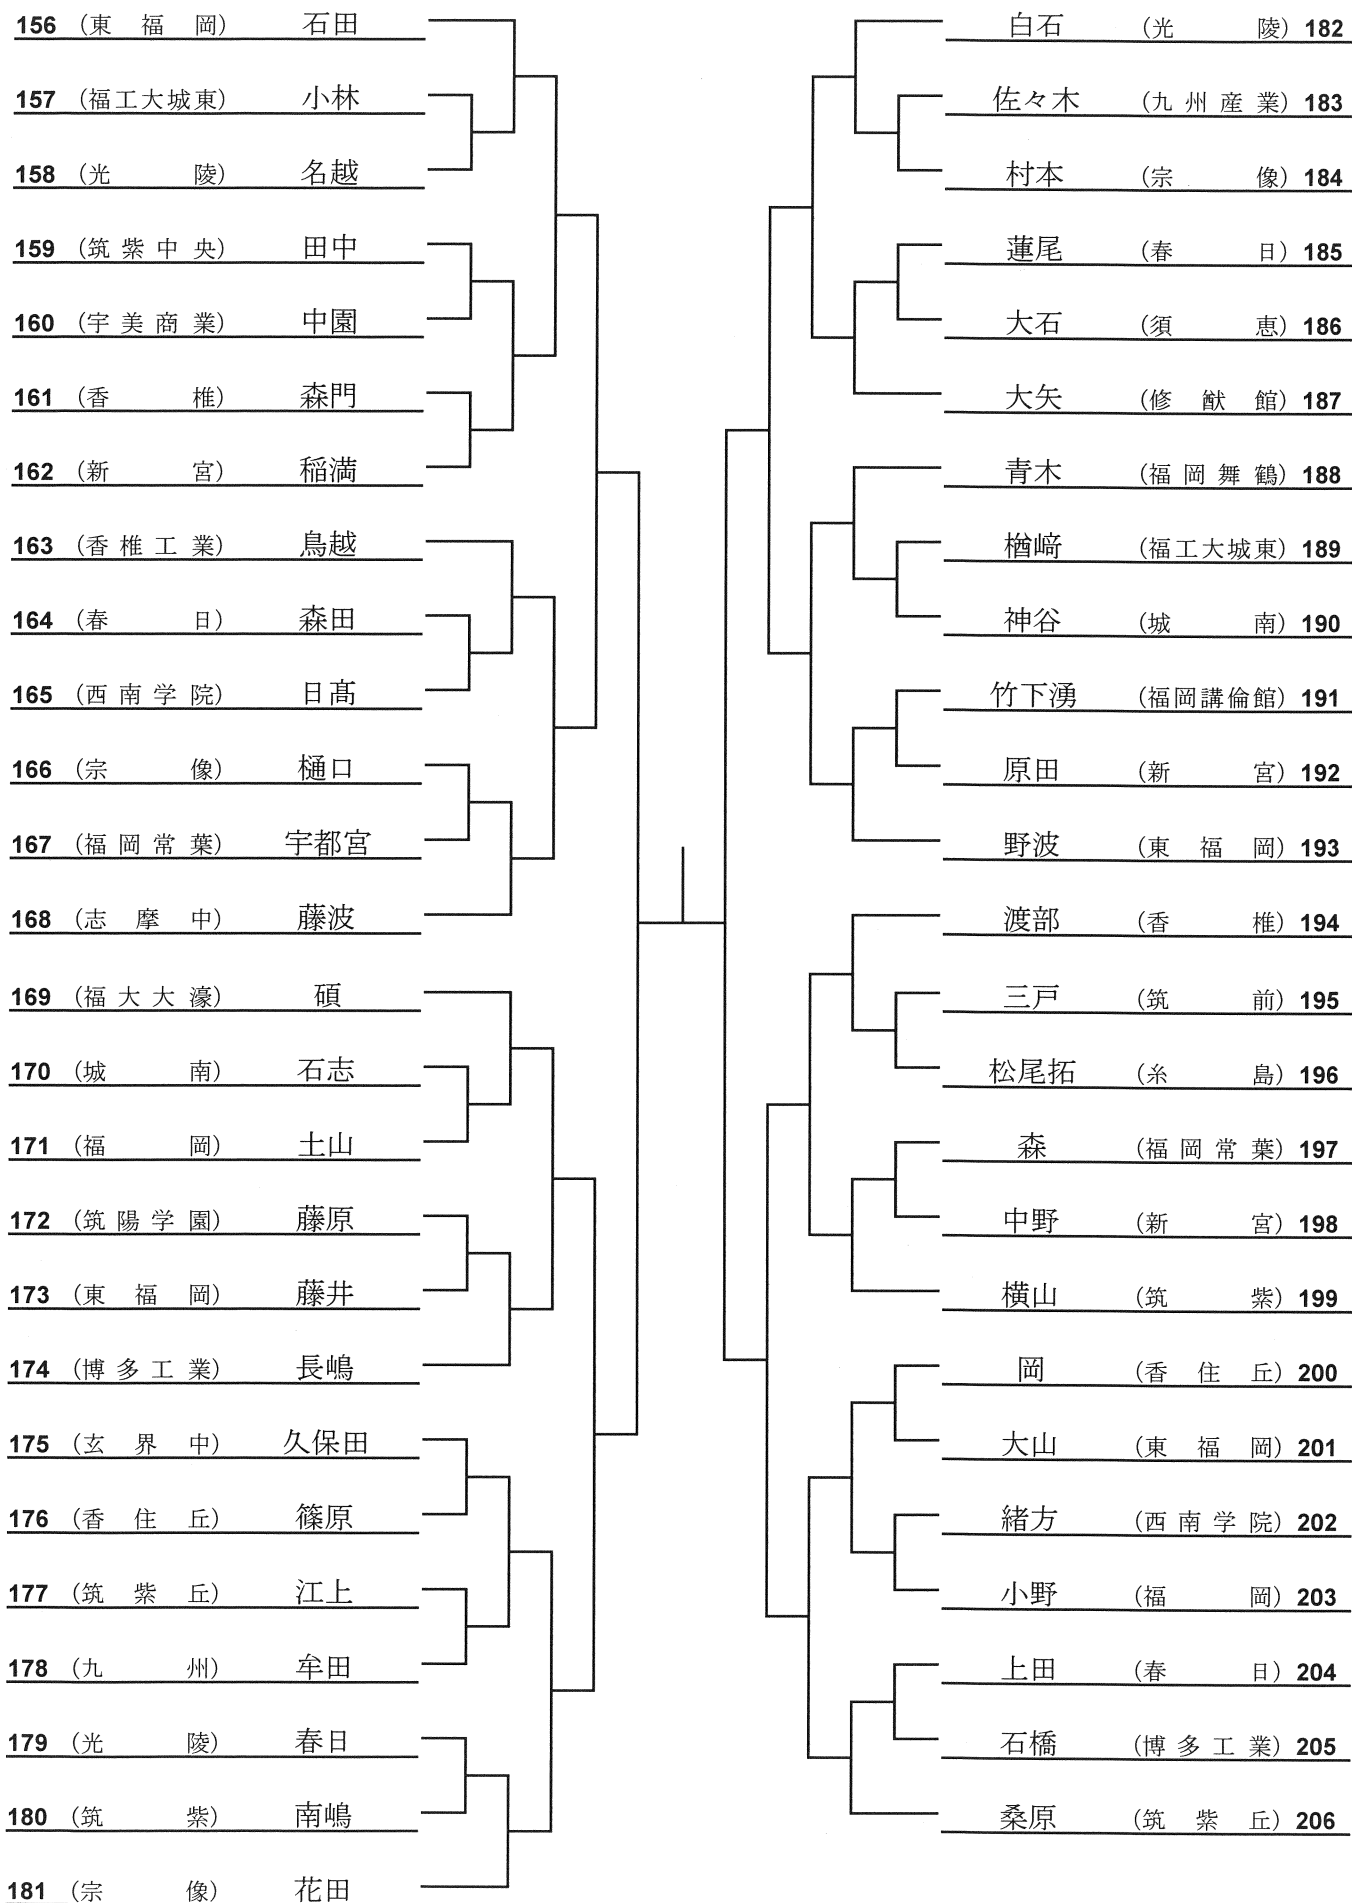 156 (東福岡) 石田
157 (福工大城東) 小林
158 (光陵) 名越
159 (筑紫中央) 田中
160 (宇美商業) 中園
161 (香椎) 森門
162 (新宮) 稲満
163 (香椎工業) 鳥越
164 (春日) 森田
165 (西南学院) 日髙
166 (宗像) 樋口
167 (福岡常葉) 宇都宮
168 (志摩中) 藤波
169 (福大大濠) 碩
170 (城南) 石志
171 (福岡) 土山
172 (筑陽学園) 藤原
173 (東福岡) 藤井
174 (博多工業) 長嶋
175 (玄界中) 久保田
176 (香住丘) 篠原
177 (筑紫丘) 江上
178 (九州) 牟田
179 (光陵) 春日
180 (筑紫) 南嶋
181 (宗像) 花田
白石 (光陵) 182
佐々木 (九州産業) 183
村本 (宗像) 184
蓮尾 (春日) 185
大石 (須恵) 186
大矢 (修猷館) 187
青木 (福岡舞鶴) 188
楢﨑 (福工大城東) 189
神谷 (城南) 190
竹下湧 (福岡講倫館) 191
原田 (新宮) 192
野波 (東福岡) 193
渡部 (香椎) 194
三戸 (筑前) 195
松尾拓 (糸島) 196
森 (福岡常葉) 197
中野 (新宮) 198
横山 (筑紫) 199
岡 (香住丘) 200
大山 (東福岡) 201
緒方 (西南学院) 202
小野 (福岡) 203
上田 (春日) 204
石橋 (博多工業) 205
桑原 (筑紫丘) 206